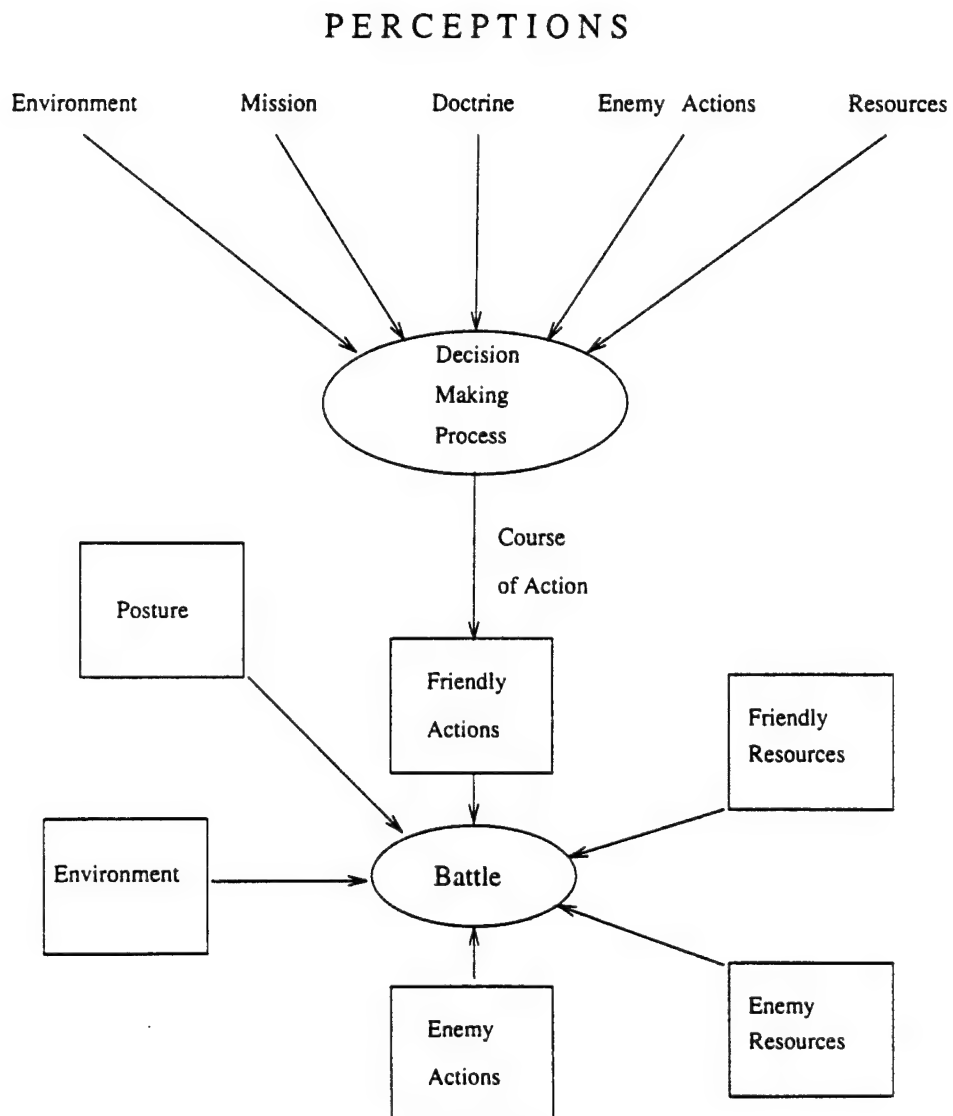 PERCEPTIONS
Environment Mission Doctrine Enemy Actions Resources
Decision
Making
Process
Course
of Action
Posture
Friendly
Actions
Friendly
Resources
Environment
Battle
Enemy
Actions
Enemy
Resources